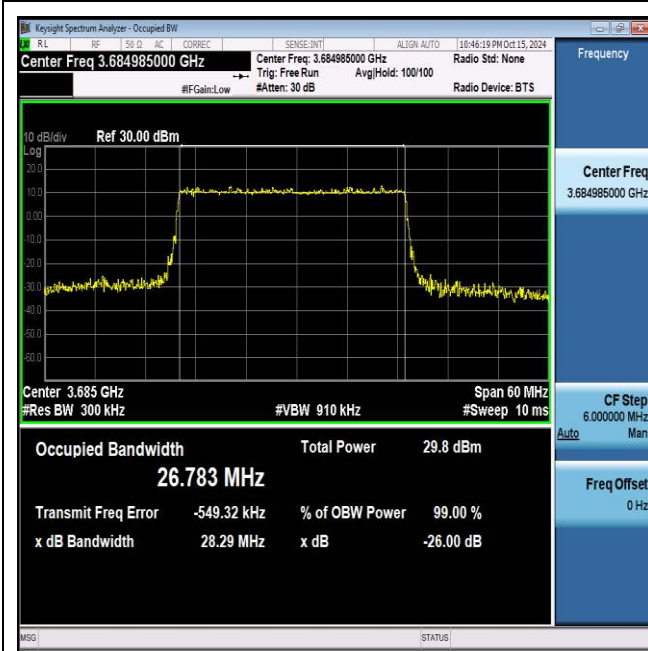 Keysight Spectrum Analyzer - Occupied BW
RL RF 50 Ω AC CORREC SENSE:INT ALIGN AUTO 10:46:19 PM Oct 15, 2024
Center Freq 3.684985000 GHz
Center Freq: 3.684985000 GHz Radio Std: None
Trig: Free Run Avg|Hold: 100/100
#IFGain:Low #Atten: 30 dB Radio Device: BTS
10 dB/div Ref 30.00 dBm
Log
20.0
10.0
0.00
-10.0
-20.0
-30.0
-40.0
-50.0
-60.0
Center 3.685 GHz Span 60 MHz
#Res BW 300 kHz #VBW 910 kHz #Sweep 10 ms
Occupied Bandwidth Total Power 29.8 dBm
26.783 MHz
Transmit Freq Error -549.32 kHz % of OBW Power 99.00 %
x dB Bandwidth 28.29 MHz x dB -26.00 dB
MSG STATUS
Frequency
Center Freq
3.684985000 GHz
CF Step
6.000000 MHz
Auto Man
Freq Offset
0 Hz